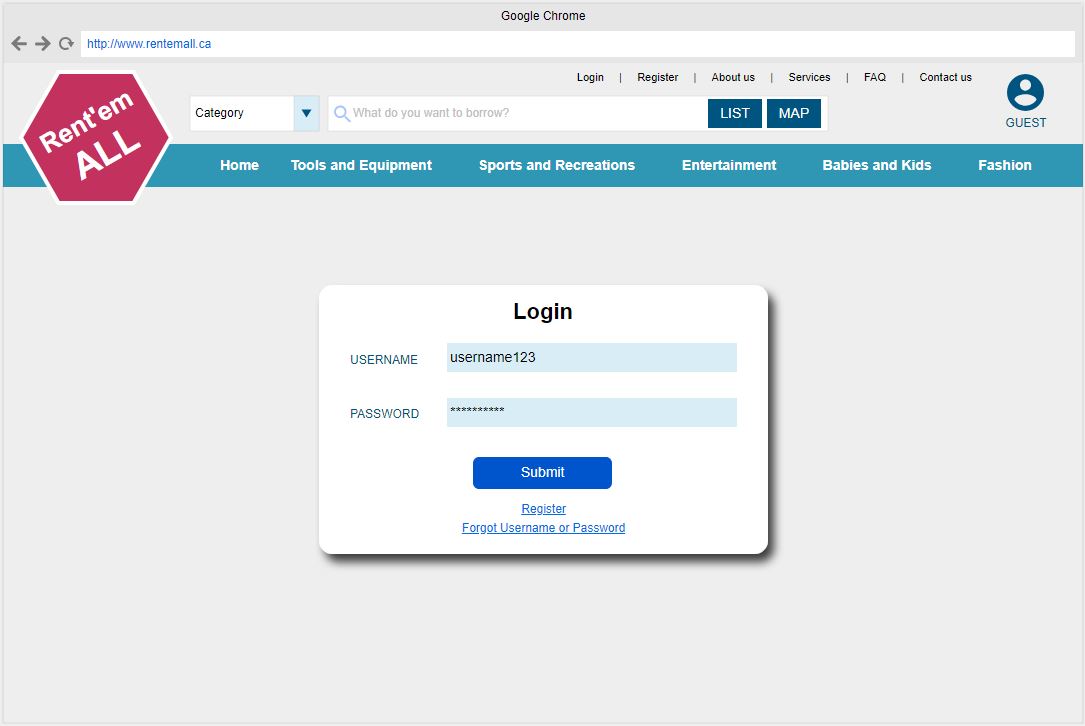 Google Chrome
http://www.rentemall.ca
Login | Register | About us | Services | FAQ | Contact us
Rent'em
ALL
Category
What do you want to borrow?
LIST
MAP
GUEST
Home Tools and Equipment Sports and Recreations Entertainment Babies and Kids Fashion
Login
USERNAME username123
PASSWORD **********
Submit
Register
Forgot Username or Password